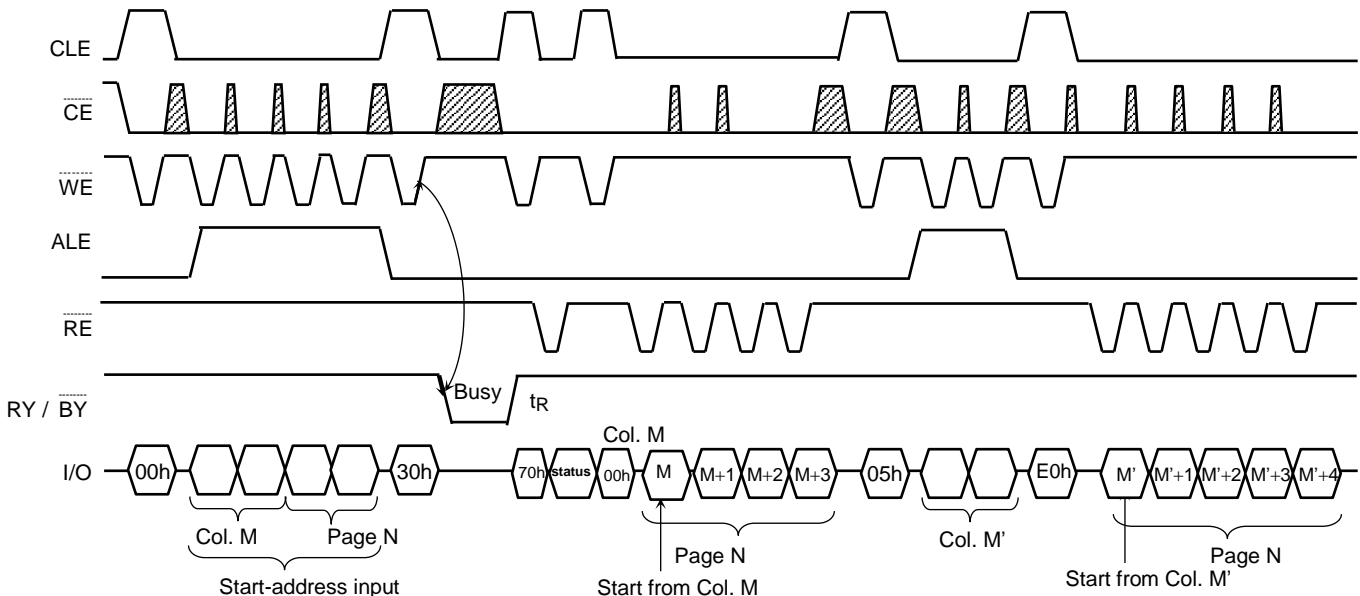 CLE
CE
WE
ALE
RE
RY / BY
Busy
tR
Col. M
I/O
00h
30h
70h
status
00h
M
M+1
M+2
M+3
05h
E0h
M'
M'+1
M'+2
M'+3
M'+4
Col. M
Page N
Start-address input
Page N
Start from Col. M
Col. M'
Page N
Start from Col. M'